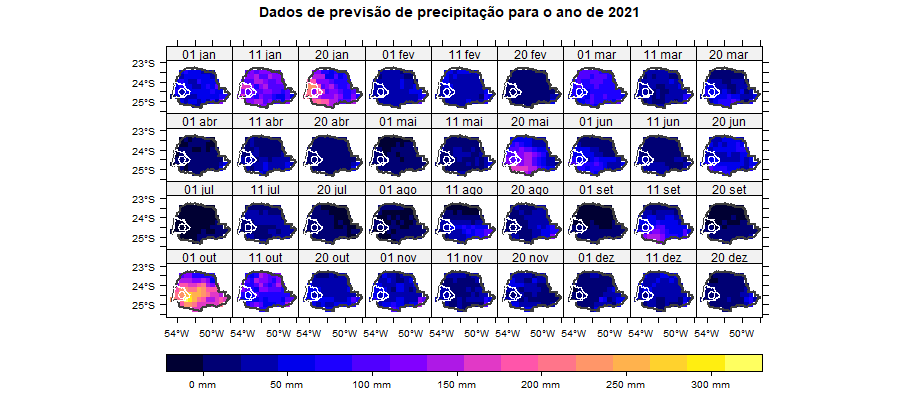 Dados de previsão de precipitação para o ano de 2021
01 jan 11 jan 20 jan 01 fev 11 fev 20 fev 01 mar 11 mar 20 mar
23°S
24°S
25°S
01 abr 11 abr 20 abr 01 mai 11 mai 20 mai 01 jun 11 jun 20 jun
23°S
24°S
25°S
01 jul 11 jul 20 jul 01 ago 11 ago 20 ago 01 set 11 set 20 set
23°S
24°S
25°S
01 out 11 out 20 out 01 nov 11 nov 20 nov 01 dez 11 dez 20 dez
23°S
24°S
25°S
54°W 50°W 54°W 50°W 54°W 50°W 54°W 50°W 54°W 50°W 54°W 50°W 54°W 50°W 54°W 50°W 54°W 50°W
0 mm 50 mm 100 mm 150 mm 200 mm 250 mm 300 mm